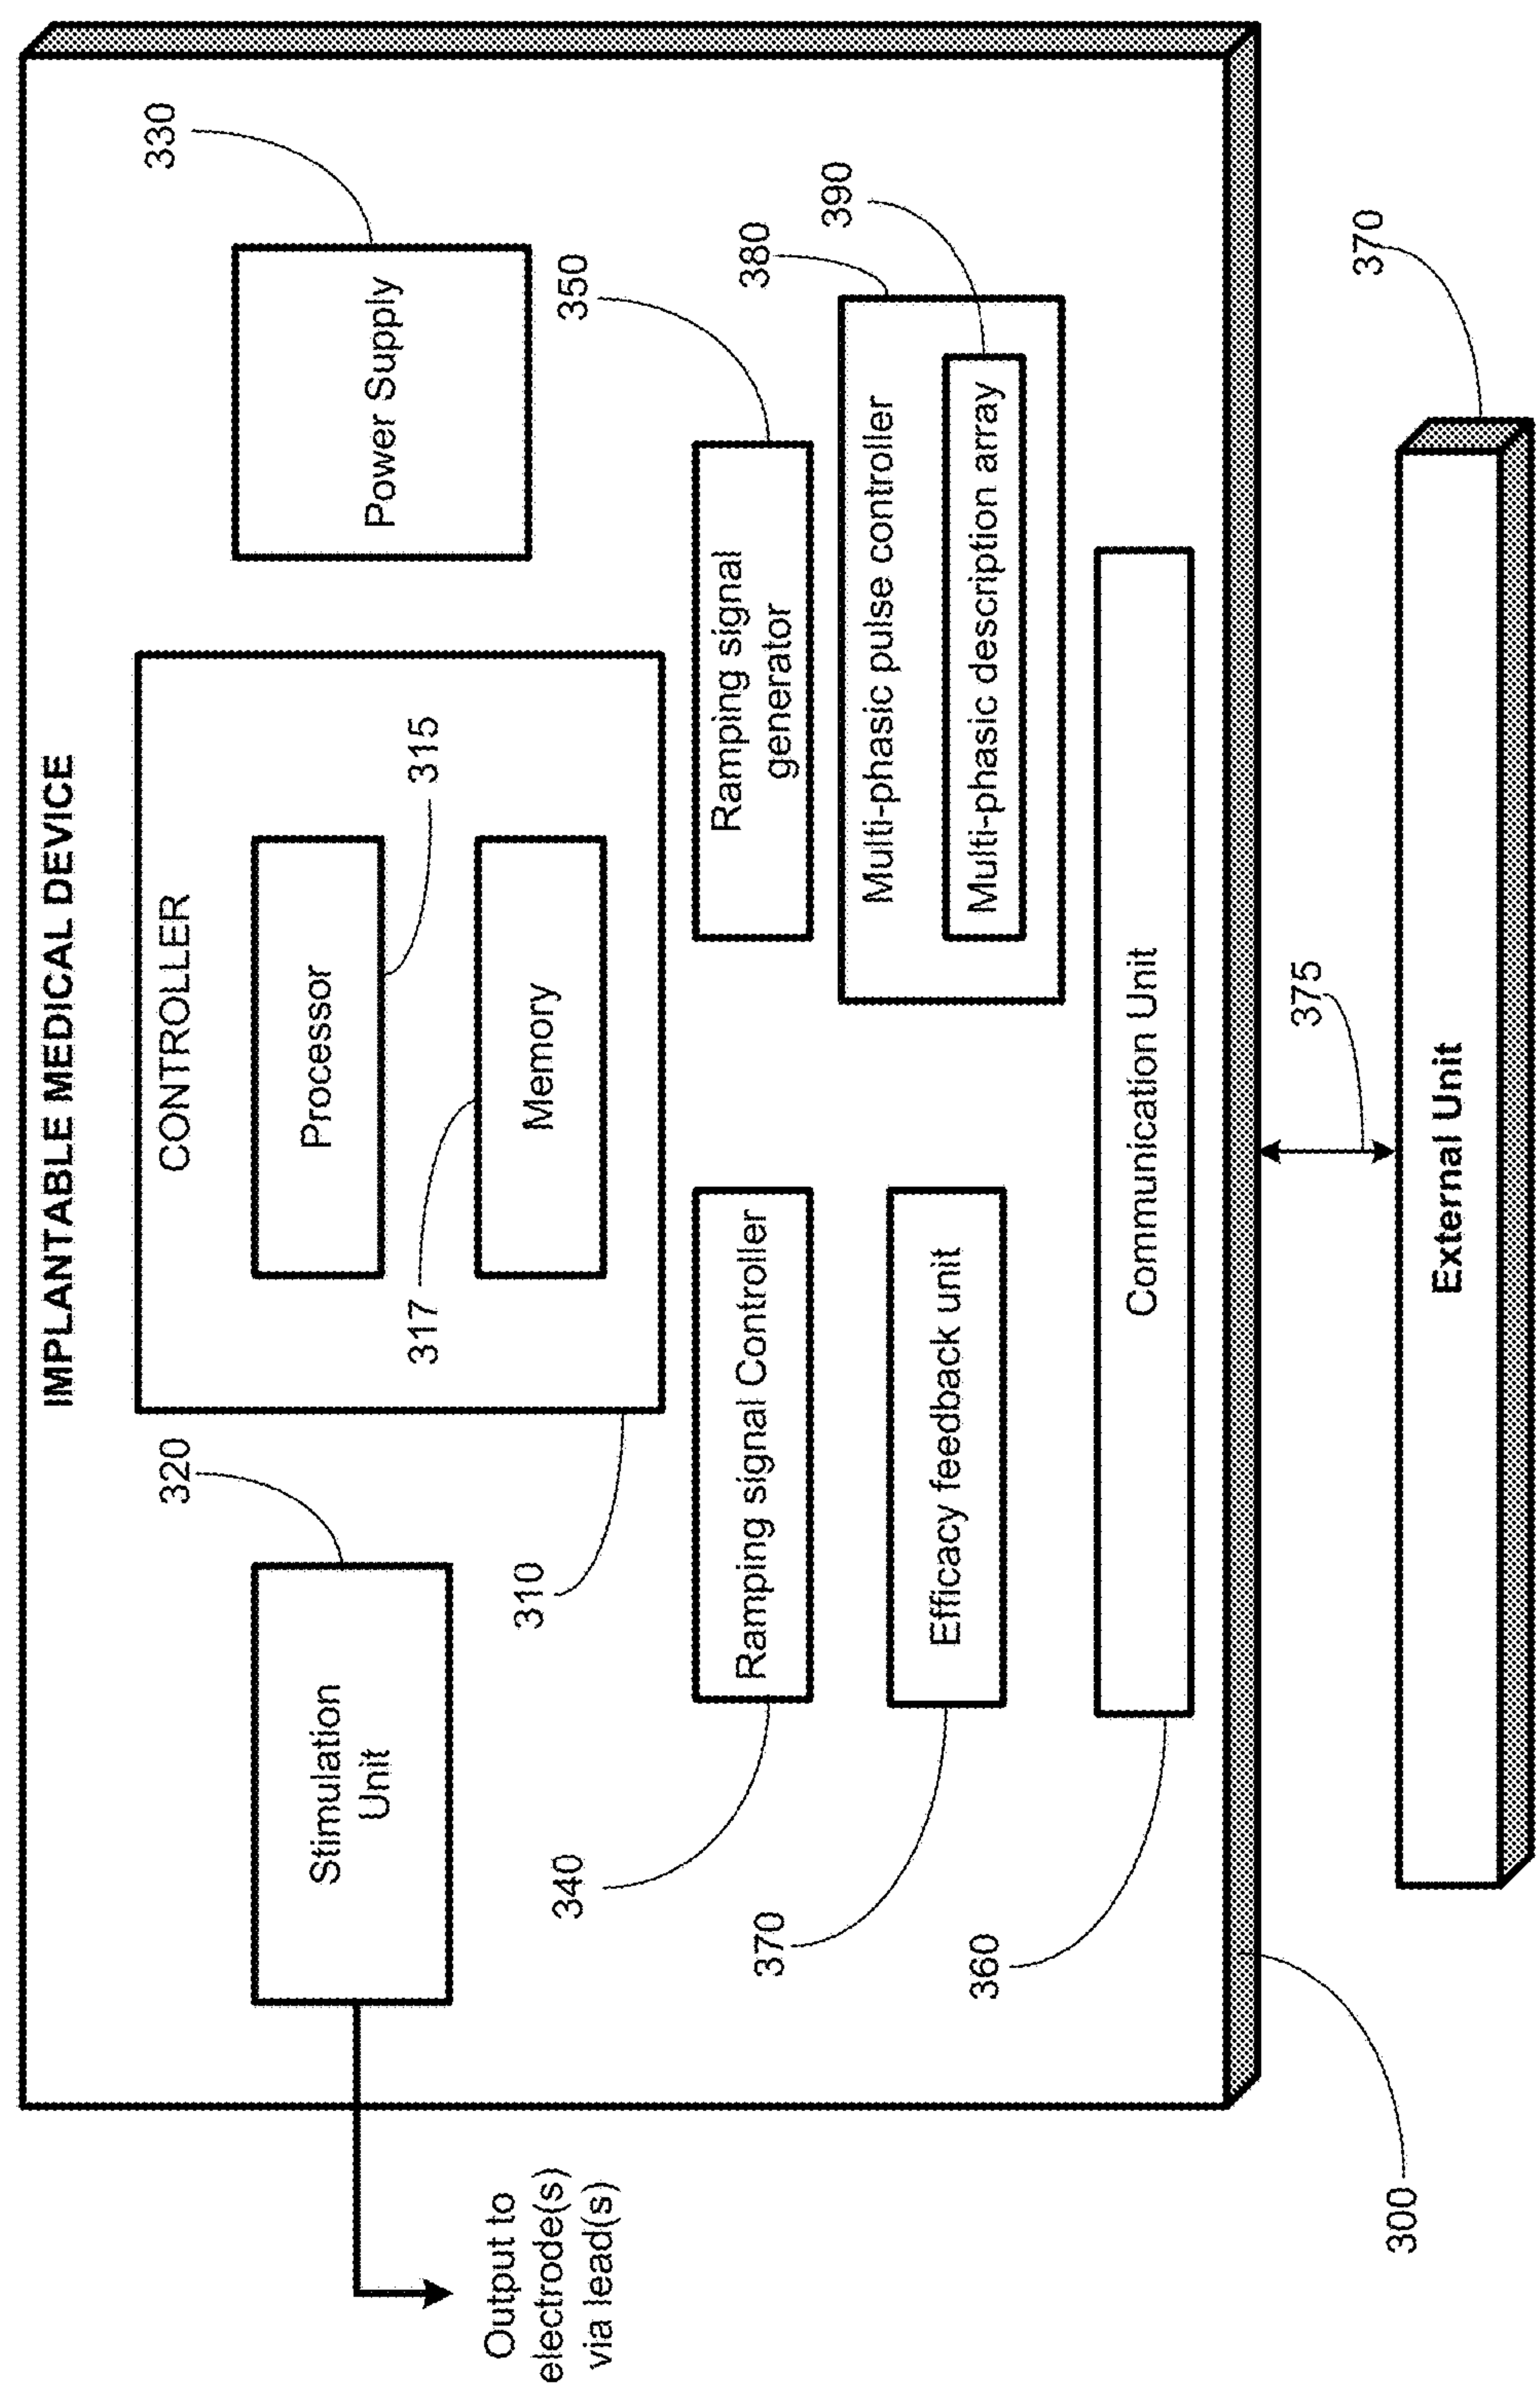 IMPLANTABLE MEDICAL DEVICE
320
CONTROLLER
330
Stimulation
Unit
Processor
315
Power Supply
317
Memory
310
Output to
electrode(s)
via lead(s)
340
Ramping signal Controller
Ramping signal
generator
350
370
Efficacy feedback unit
Multi-phasic pulse controller
380
Multi-phasic description array
390
360
Communication Unit
300
375
External Unit
370